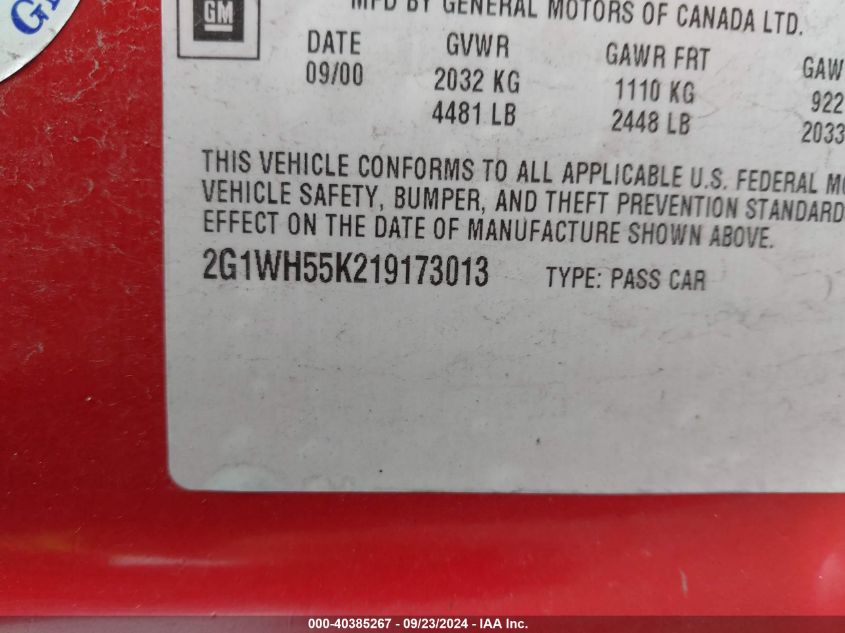 GM
MFD BY GENERAL MOTORS OF CANADA LTD.
DATE GVWR GAWR FRT GAW
09/00 2032 KG 1110 KG 922
4481 LB 2448 LB 2033
THIS VEHICLE CONFORMS TO ALL APPLICABLE U.S. FEDERAL MO
VEHICLE SAFETY, BUMPER, AND THEFT PREVENTION STANDARD
EFFECT ON THE DATE OF MANUFACTURE SHOWN ABOVE.
2G1WH55K219173013 TYPE: PASS CAR
000-40385267 - 09/23/2024 - IAA Inc.